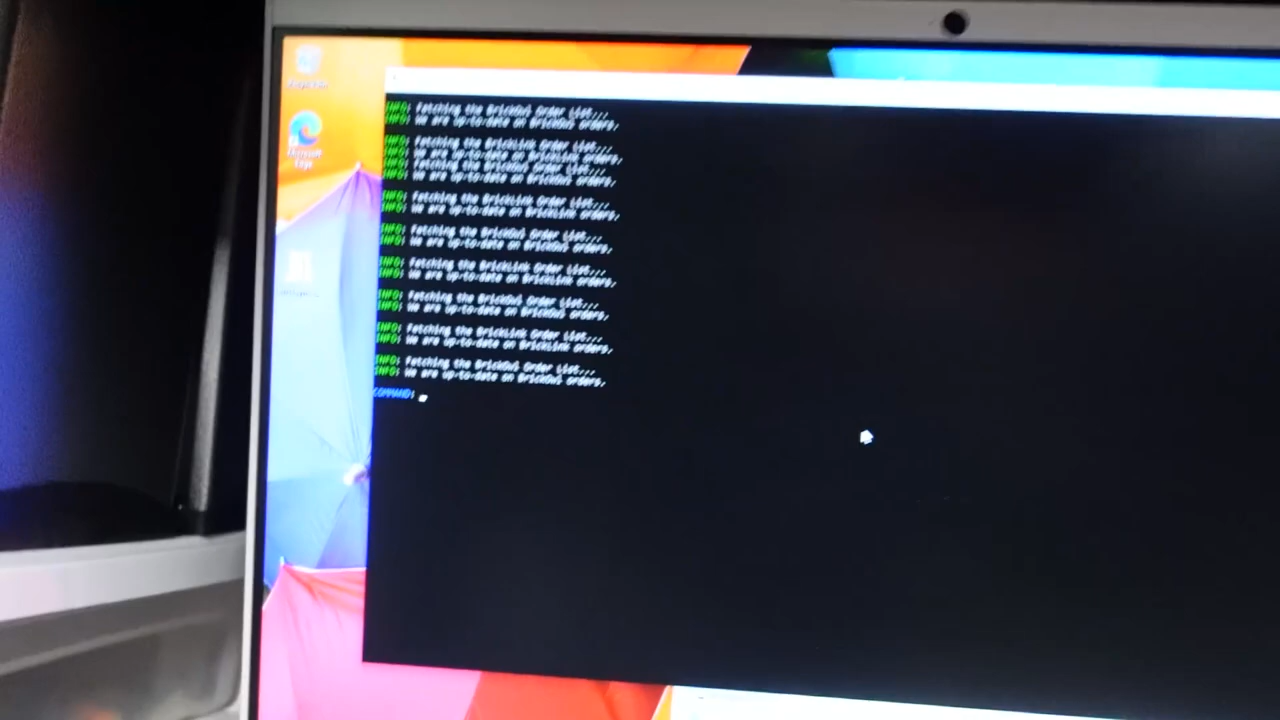 Recycle Bin
Microsoft
Edge
INFO: Fetching the BrickOwl Order List...
INFO: We are up-to-date on BrickOwl orders.
INFO: Fetching the BrickLink Order List...
INFO: We are up-to-date on BrickLink orders.
INFO: Fetching the BrickOwl Order List...
INFO: We are up-to-date on BrickOwl orders.
INFO: Fetching the BrickLink Order List...
INFO: We are up-to-date on BrickLink orders.
INFO: Fetching the BrickOwl Order List...
INFO: We are up-to-date on BrickOwl orders.
INFO: Fetching the BrickLink Order List...
INFO: We are up-to-date on BrickLink orders.
INFO: Fetching the BrickOwl Order List...
INFO: We are up-to-date on BrickOwl orders.
INFO: Fetching the BrickLink Order List...
INFO: We are up-to-date on BrickLink orders.
INFO: Fetching the BrickOwl Order List...
INFO: We are up-to-date on BrickOwl orders.
COMMAND: